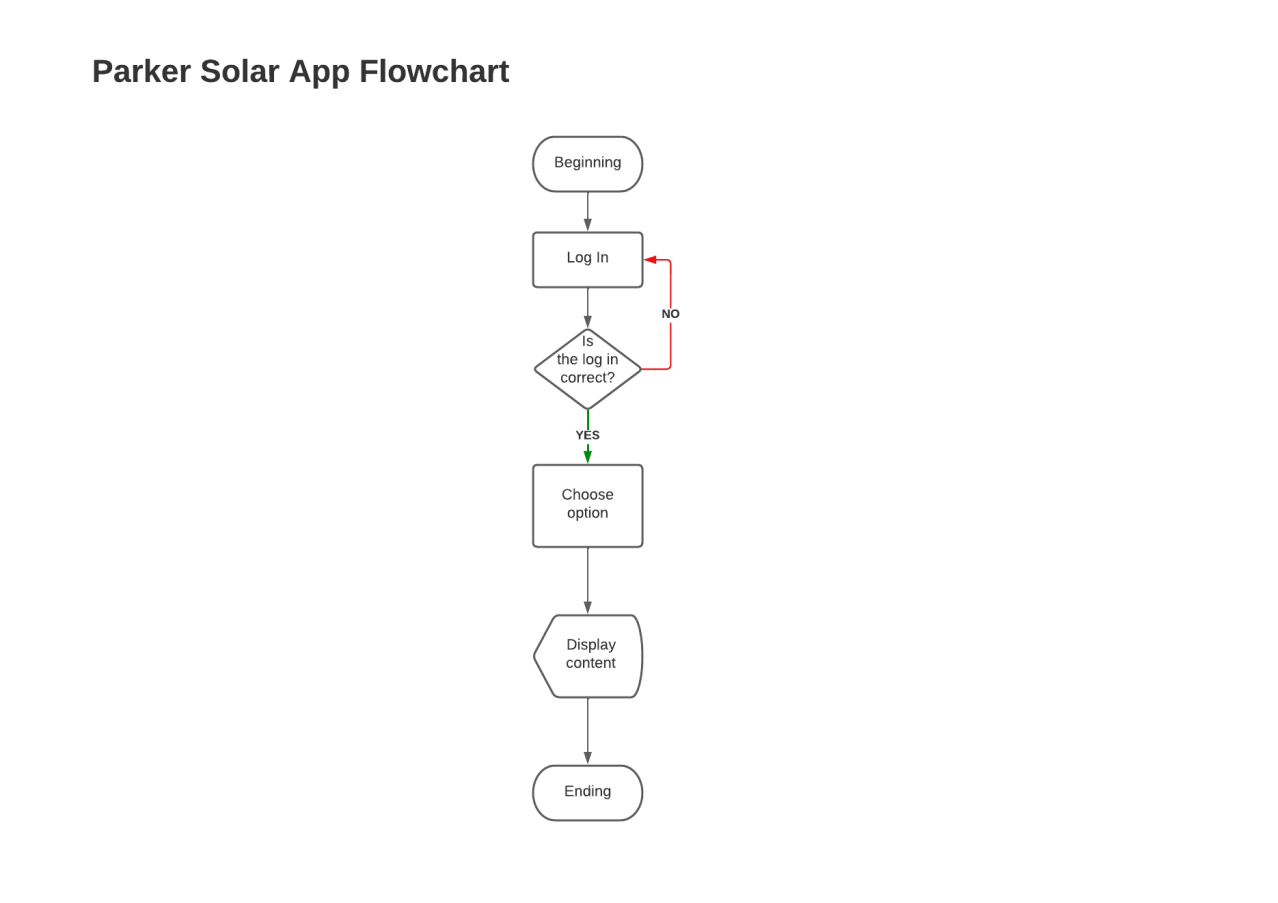 Parker Solar App Flowchart
Beginning
Log In
NO
Is
the log in
correct?
YES
Choose
option
Display
content
Ending